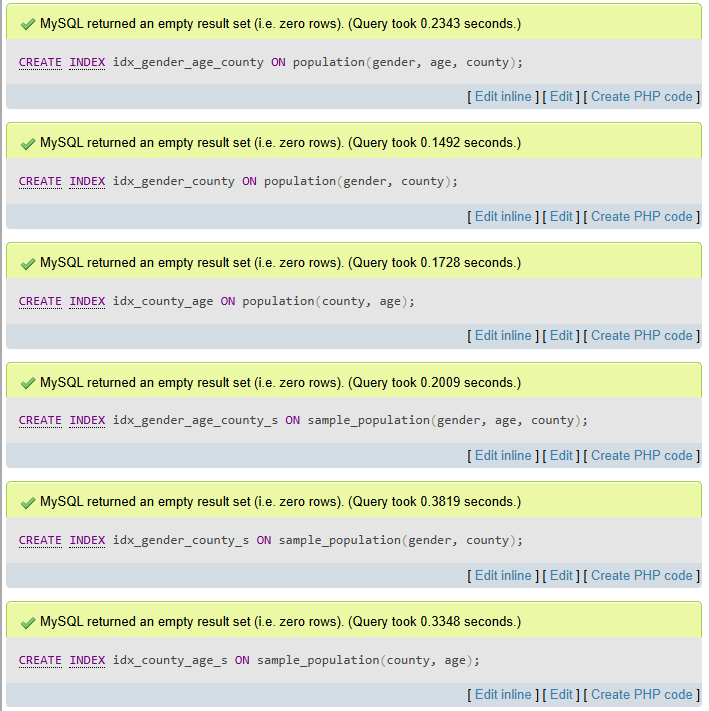 MySQL returned an empty result set (i.e. zero rows). (Query took 0.2343 seconds.)
CREATE INDEX idx_gender_age_county ON population(gender, age, county);
[ Edit inline ] [ Edit ] [ Create PHP code ]
MySQL returned an empty result set (i.e. zero rows). (Query took 0.1492 seconds.)
CREATE INDEX idx_gender_county ON population(gender, county);
[ Edit inline ] [ Edit ] [ Create PHP code ]
MySQL returned an empty result set (i.e. zero rows). (Query took 0.1728 seconds.)
CREATE INDEX idx_county_age ON population(county, age);
[ Edit inline ] [ Edit ] [ Create PHP code ]
MySQL returned an empty result set (i.e. zero rows). (Query took 0.2009 seconds.)
CREATE INDEX idx_gender_age_county_s ON sample_population(gender, age, county);
[ Edit inline ] [ Edit ] [ Create PHP code ]
MySQL returned an empty result set (i.e. zero rows). (Query took 0.3819 seconds.)
CREATE INDEX idx_gender_county_s ON sample_population(gender, county);
[ Edit inline ] [ Edit ] [ Create PHP code ]
MySQL returned an empty result set (i.e. zero rows). (Query took 0.3348 seconds.)
CREATE INDEX idx_county_age_s ON sample_population(county, age);
[ Edit inline ] [ Edit ] [ Create PHP code ]